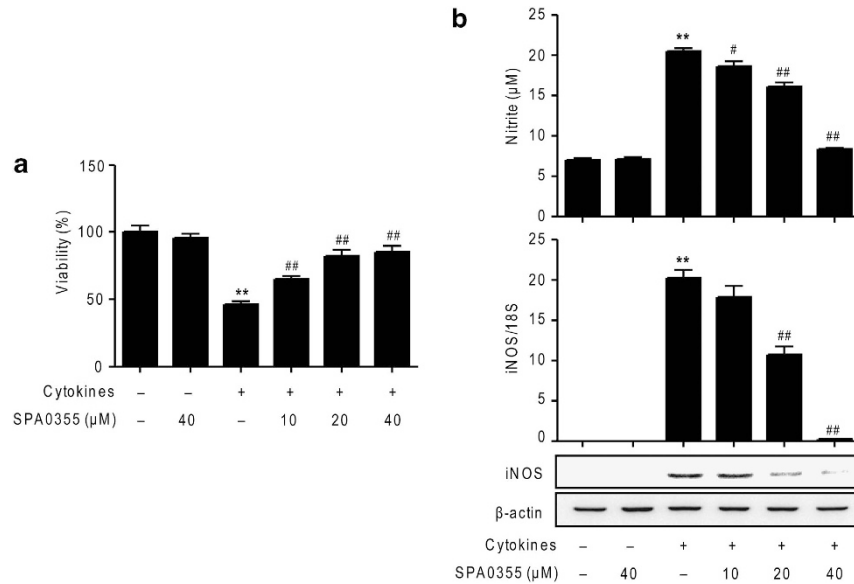 a
Viability (%)
150
100
50
0
**
##
##
##
Cytokines – – + + + +
SPA0355 (µM) – 40 – 10 20 40
b
Nitrite (µM)
25
20
15
10
5
0
**
#
##
##
iNOS/18S
25
20
15
10
5
0
**
##
##
iNOS
β-actin
Cytokines – – + + + +
SPA0355 (µM) – 40 – 10 20 40